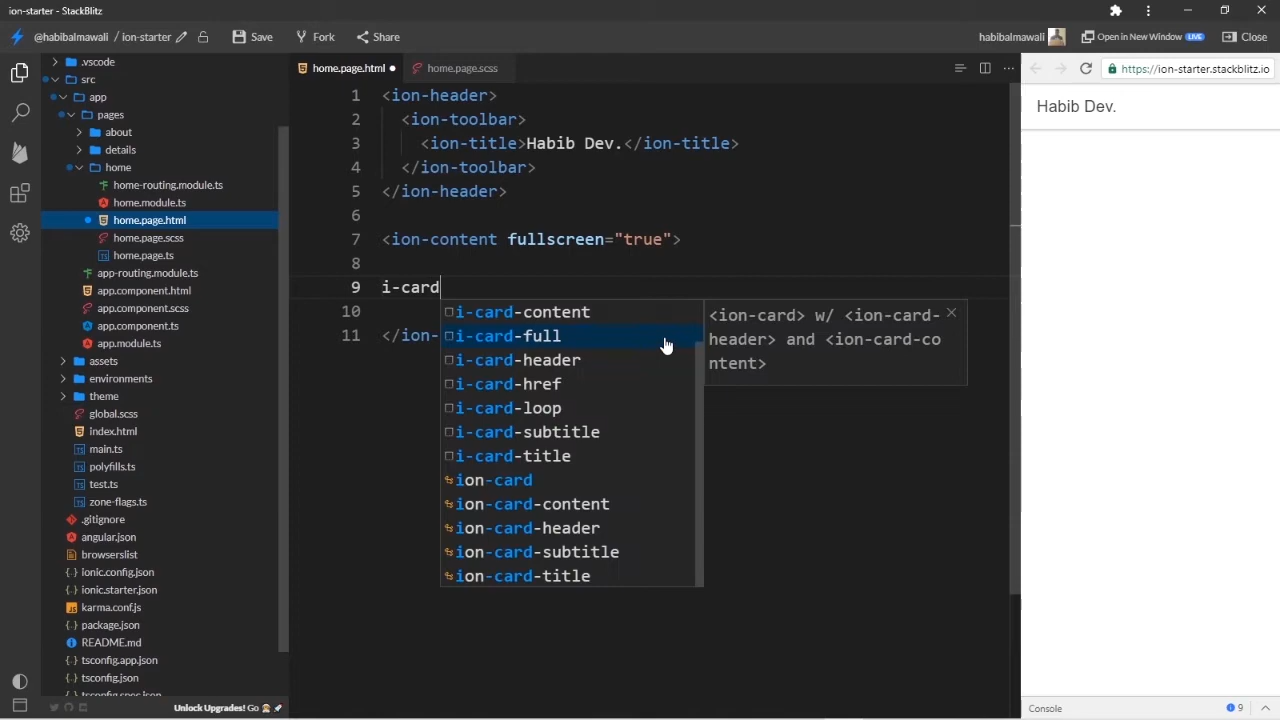 ion-starter - StackBlitz
@habibalmawali / ion-starter
Save
Fork
Share
habibalmawali
Open in New Window LIVE
Close
.vscode
src
app
pages
about
details
home
home-routing.module.ts
home.module.ts
home.page.html
home.page.scss
home.page.ts
app-routing.module.ts
app.component.html
app.component.scss
app.component.ts
app.module.ts
assets
environments
theme
global.scss
index.html
main.ts
polyfills.ts
test.ts
zone-flags.ts
.gitignore
angular.json
browserslist
ionic.config.json
ionic.starter.json
karma.conf.js
package.json
README.md
tsconfig.app.json
tsconfig.json
tsconfig.spec.json
Unlock Upgrades! Go
home.page.html
home.page.scss
1 <ion-header>
2 <ion-toolbar>
3 <ion-title>Habib Dev.</ion-title>
4 </ion-toolbar>
5 </ion-header>
6
7 <ion-content fullscreen="true">
8
9 i-card
10
11 </ion-
i-card-content
i-card-full
i-card-header
i-card-href
i-card-loop
i-card-subtitle
i-card-title
ion-card
ion-card-content
ion-card-header
ion-card-subtitle
ion-card-title
<ion-card> w/ <ion-card-
header> and <ion-card-co
ntent>
https://ion-starter.stackblitz.io
Habib Dev.
Console
9